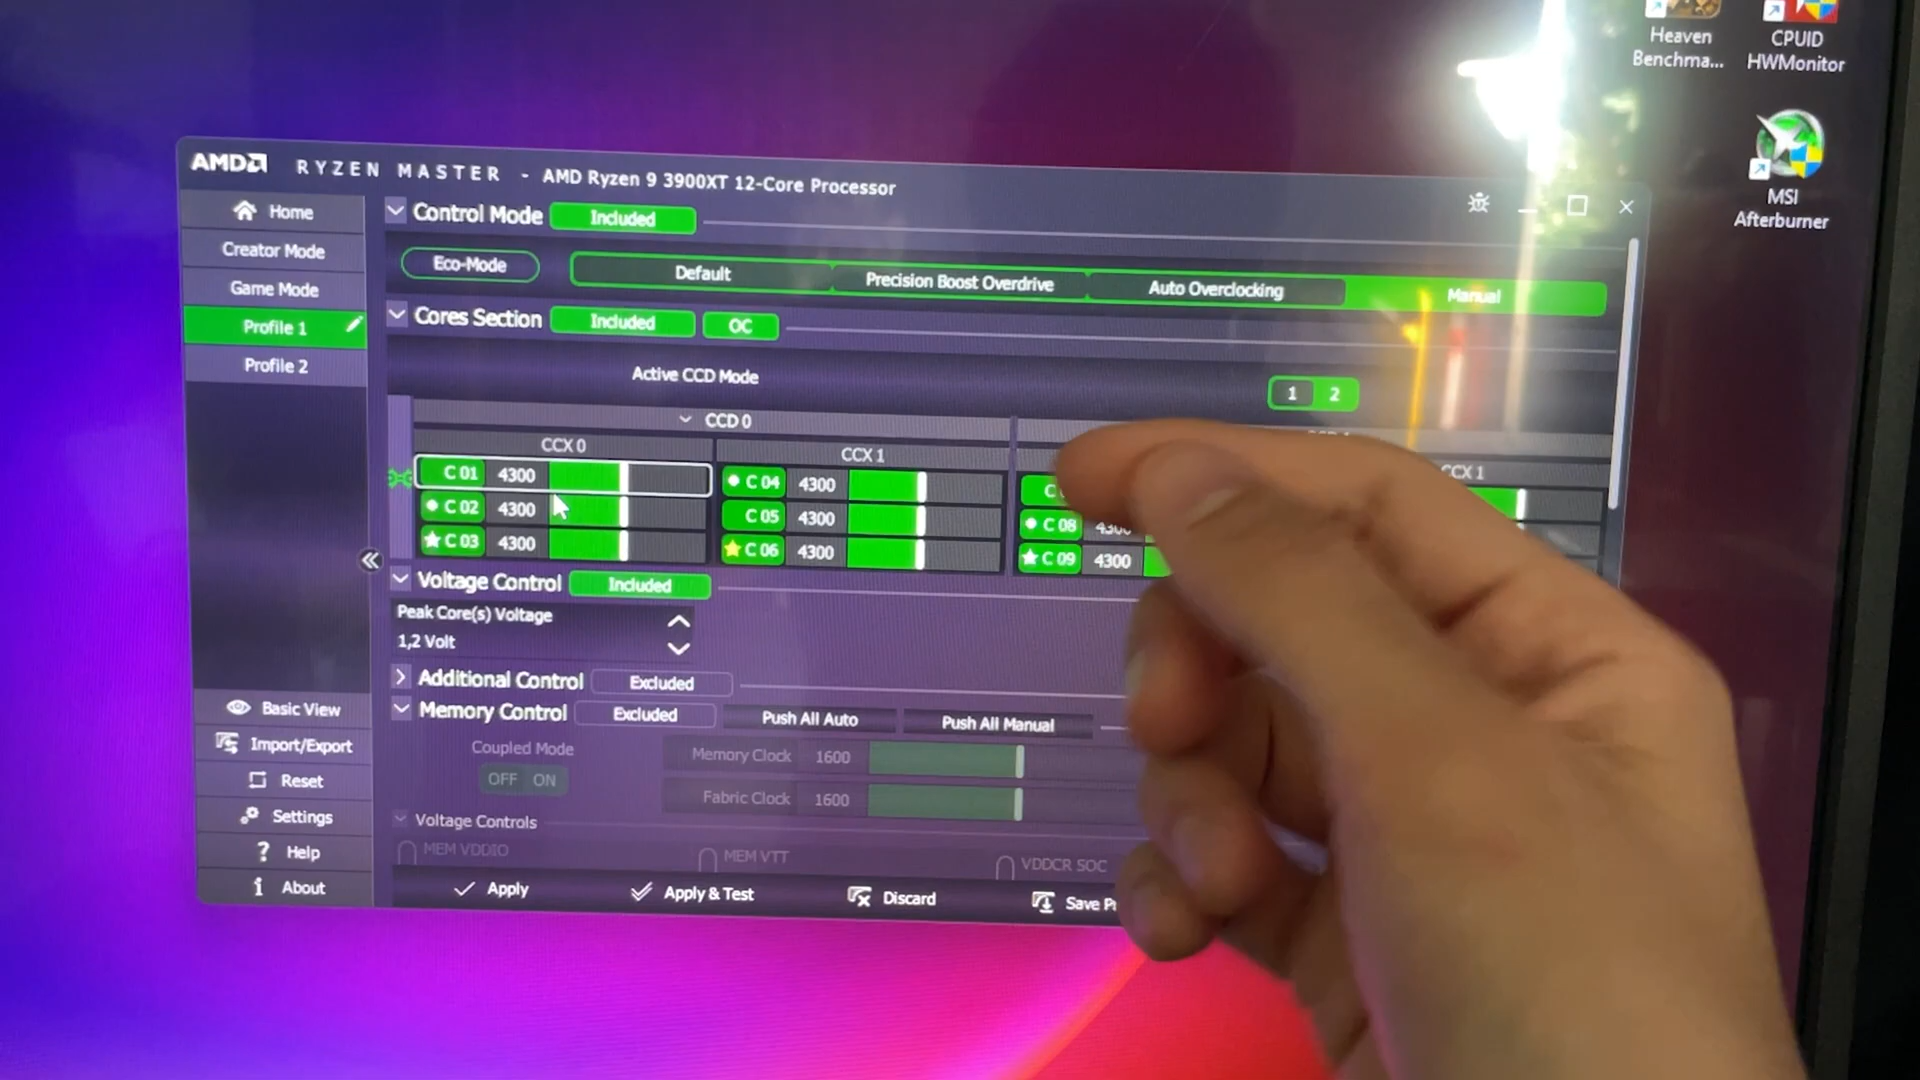 Heaven
Benchma...
CPUID
HWMonitor
MSI
Afterburner
AMD RYZEN MASTER - AMD Ryzen 9 3900XT 12-Core Processor
Home
Creator Mode
Game Mode
Profile 1
Profile 2
Basic View
Import/Export
Reset
Settings
Help
About
Control Mode Included
Eco-Mode Default Precision Boost Overdrive Auto Overclocking Manual
Cores Section Included OC
Active CCD Mode 1 2
CCD 0
CCX 0 CCX 1 CCX 1
C 01 4300 C 04 4300
C 02 4300 C 05 4300 C 08 4300
C 03 4300 C 06 4300 C 09 4300
Voltage Control Included
Peak Core(s) Voltage
1,2 Volt
Additional Control Excluded
Memory Control Excluded Push All Auto Push All Manual
Coupled Mode Memory Clock 1600
OFF ON Fabric Clock 1600
Voltage Controls
MEM VDDIO MEM VTT VDDCR SOC
Apply Apply & Test Discard Save